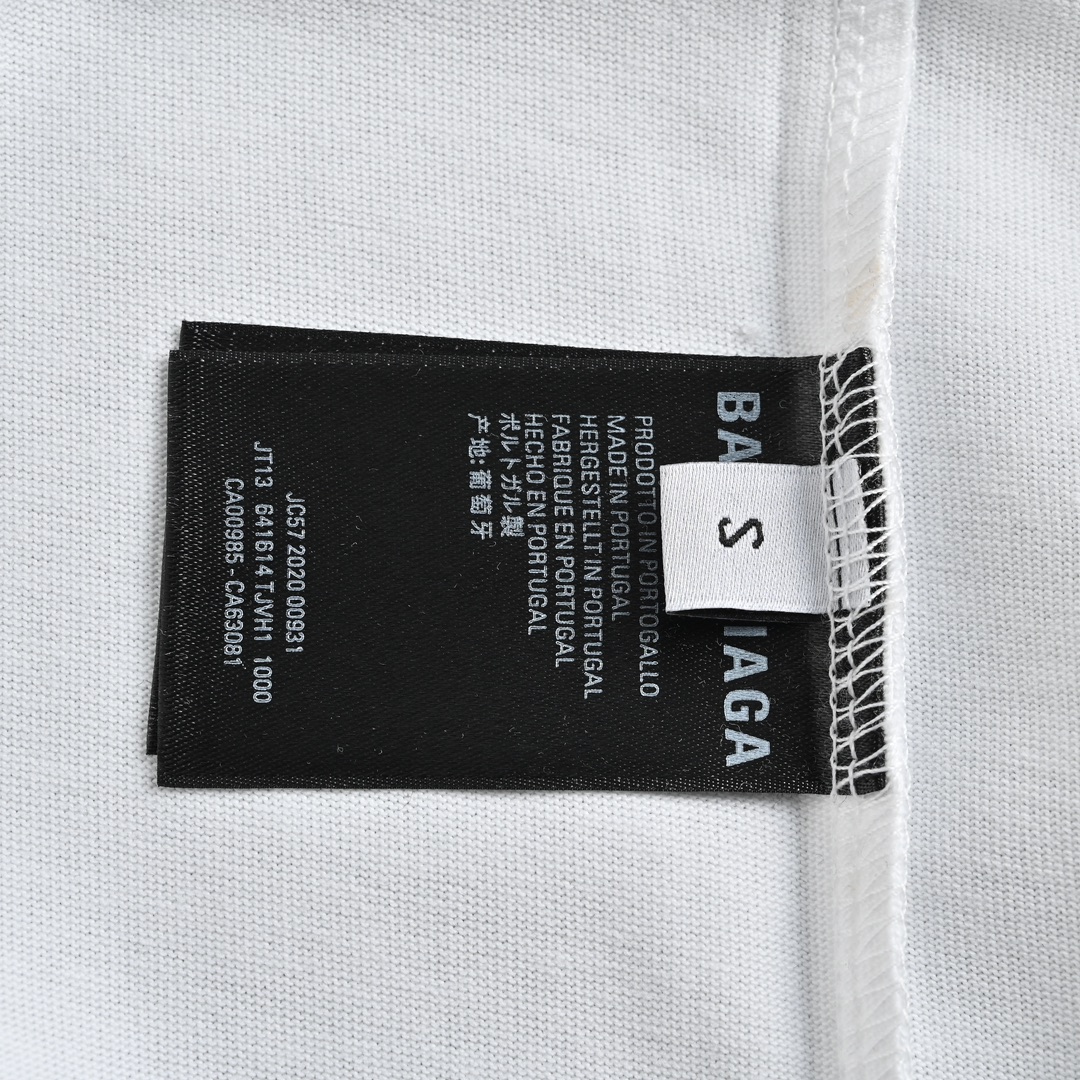 BA IAGA
S
PRODOTTO IN PORTOGALLO
MADE IN PORTUGAL
HERGESTELLT IN PORTUGAL
FABRIQUE EN PORTUGAL
HECHO EN PORTUGAL
ポルトガル製
产地: 葡萄牙
JC57 2020 00931
JT13 641614 TJVH1 1000
CA00985 - CA63081